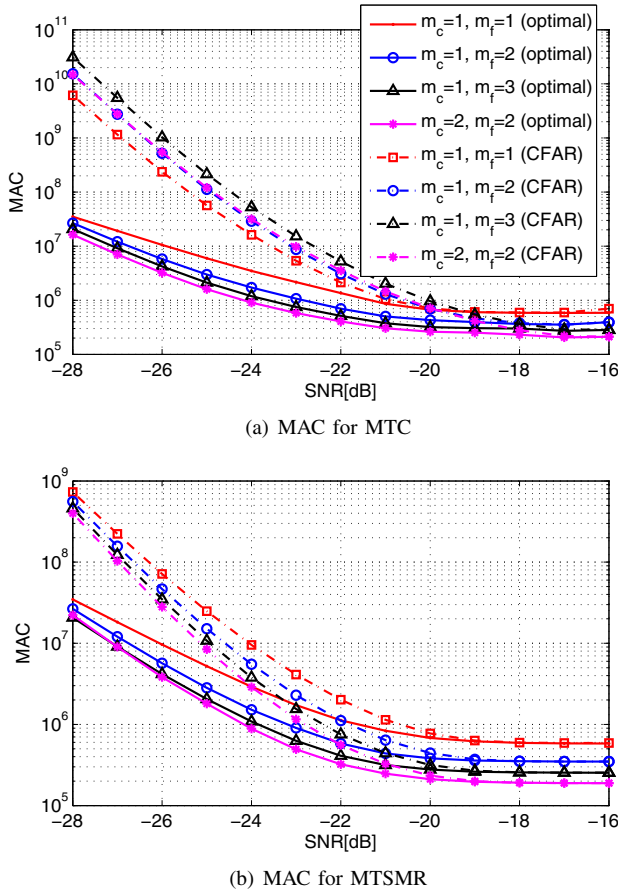 MAC
10^11
10^10
10^9
10^8
10^7
10^6
10^5
m_c=1, m_f=1 (optimal)
m_c=1, m_f=2 (optimal)
m_c=1, m_f=3 (optimal)
m_c=2, m_f=2 (optimal)
m_c=1, m_f=1 (CFAR)
m_c=1, m_f=2 (CFAR)
m_c=1, m_f=3 (CFAR)
m_c=2, m_f=2 (CFAR)
−28 −26 −24 −22 −20 −18 −16
SNR[dB]
(a) MAC for MTC
MAC
10^9
10^8
10^7
10^6
10^5
−28 −26 −24 −22 −20 −18 −16
SNR[dB]
(b) MAC for MTSMR